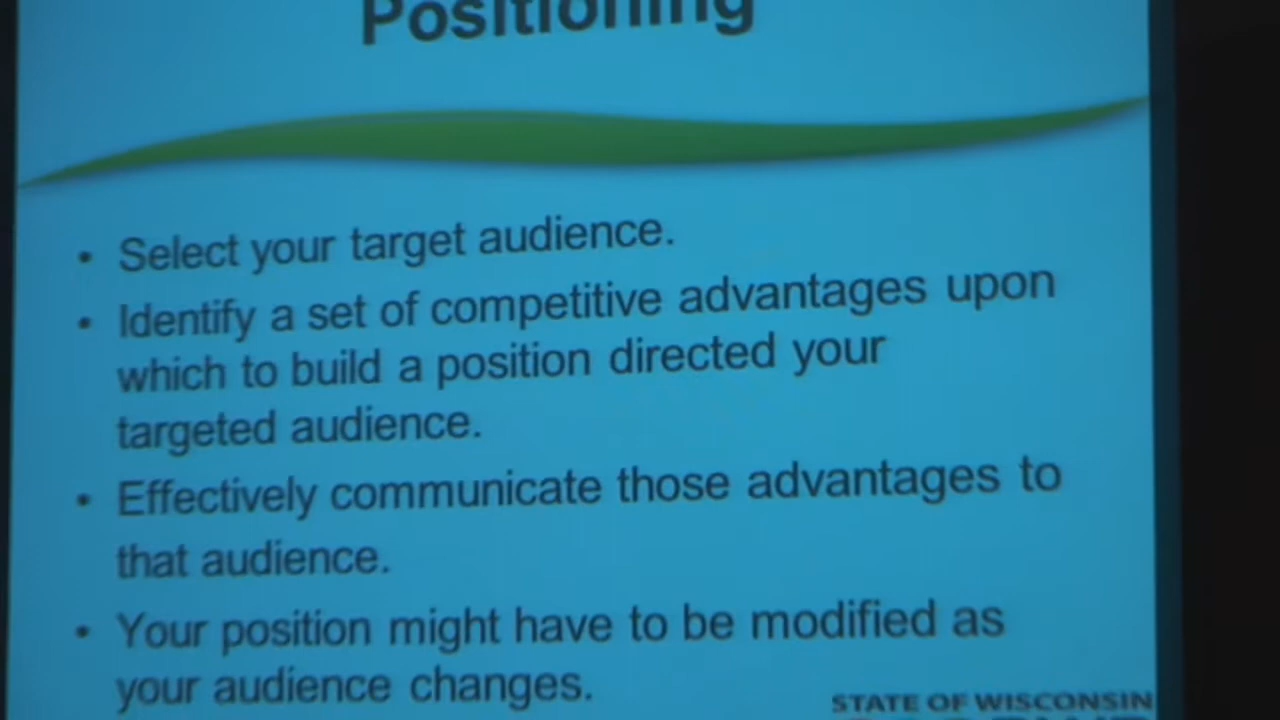 Positioning
• Select your target audience.
• Identify a set of competitive advantages upon
which to build a position directed your
targeted audience.
• Effectively communicate those advantages to
that audience.
• Your position might have to be modified as
your audience changes.
STATE OF WISCONSIN